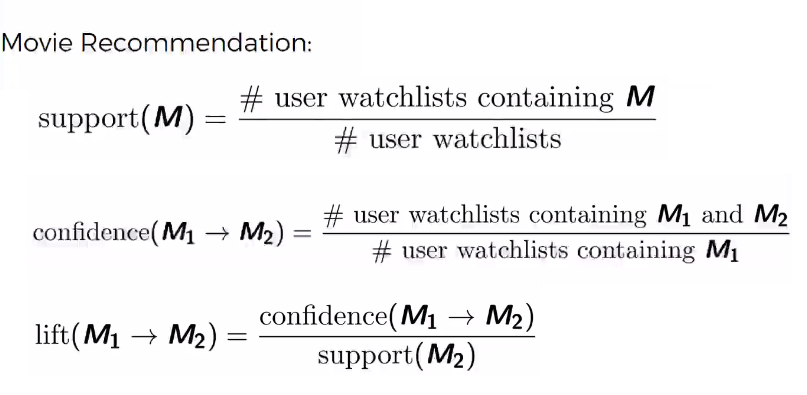 Movie Recommendation:
support(M) = # user watchlists containing M / # user watchlists
confidence(M₁ → M₂) = # user watchlists containing M₁ and M₂ / # user watchlists containing M₁
lift(M₁ → M₂) = confidence(M₁ → M₂) / support(M₂)